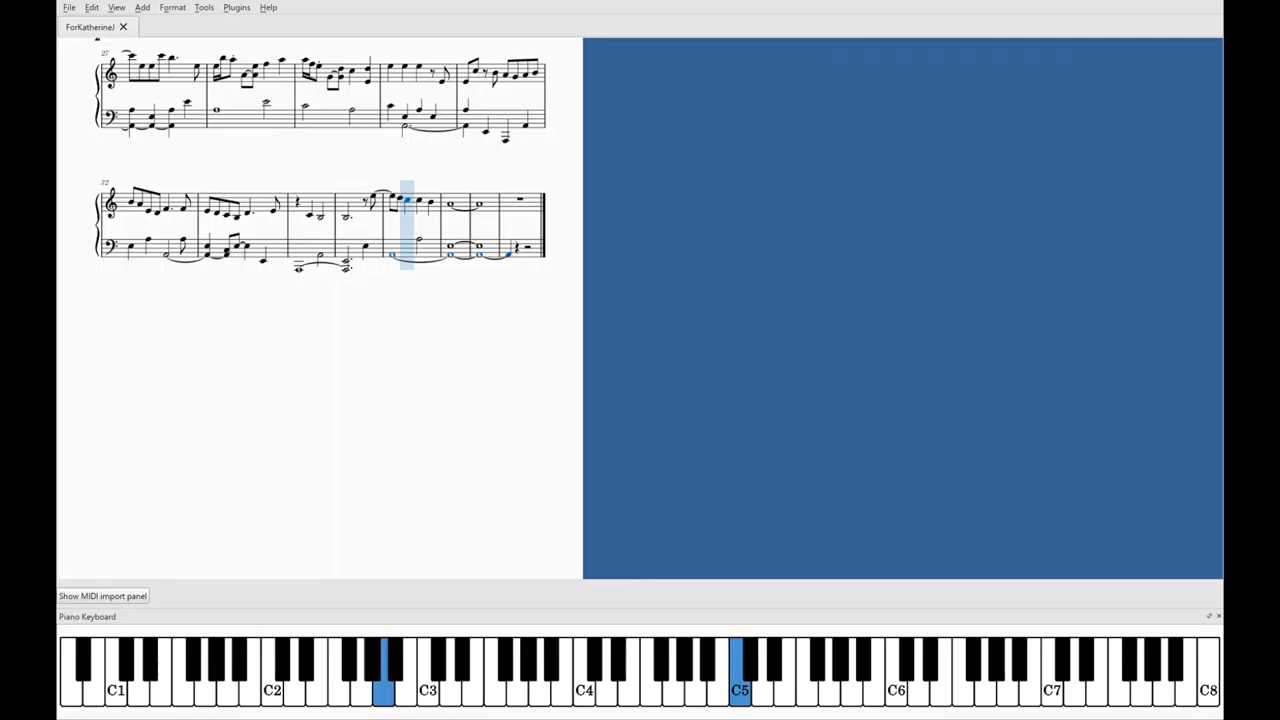 File Edit View Add Format Tools Plugins Help
ForKatherineJ
27
32
Show MIDI import panel
Piano Keyboard
C1 C2 C3 C4 C5 C6 C7 C8